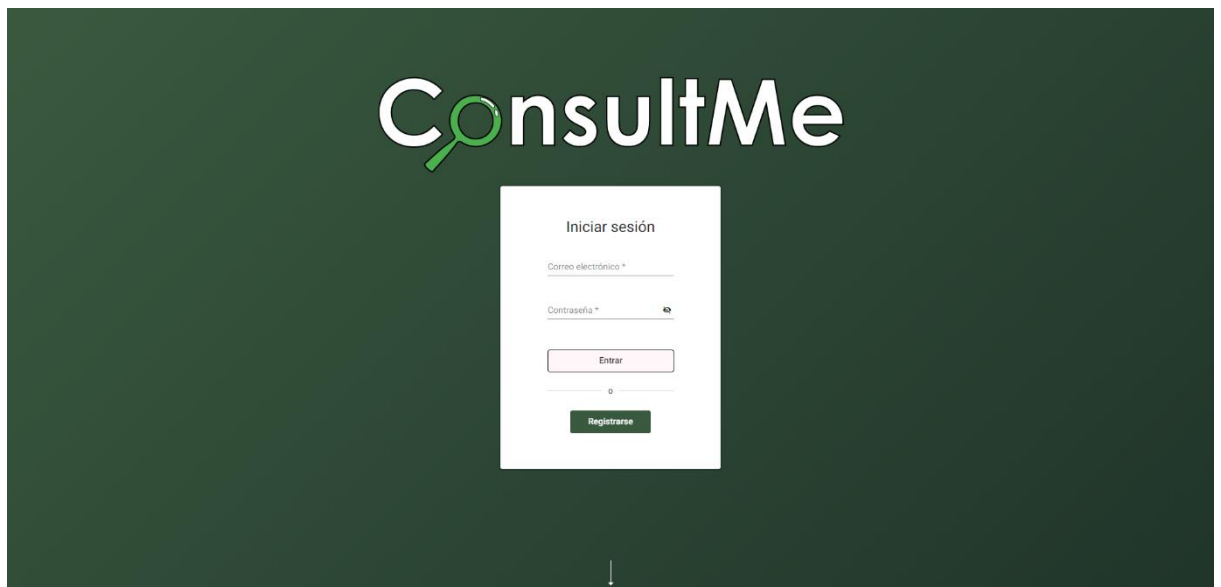 ConsultMe
Iniciar sesión
Correo electrónico *
Contraseña *
Entrar
o
Registrarse